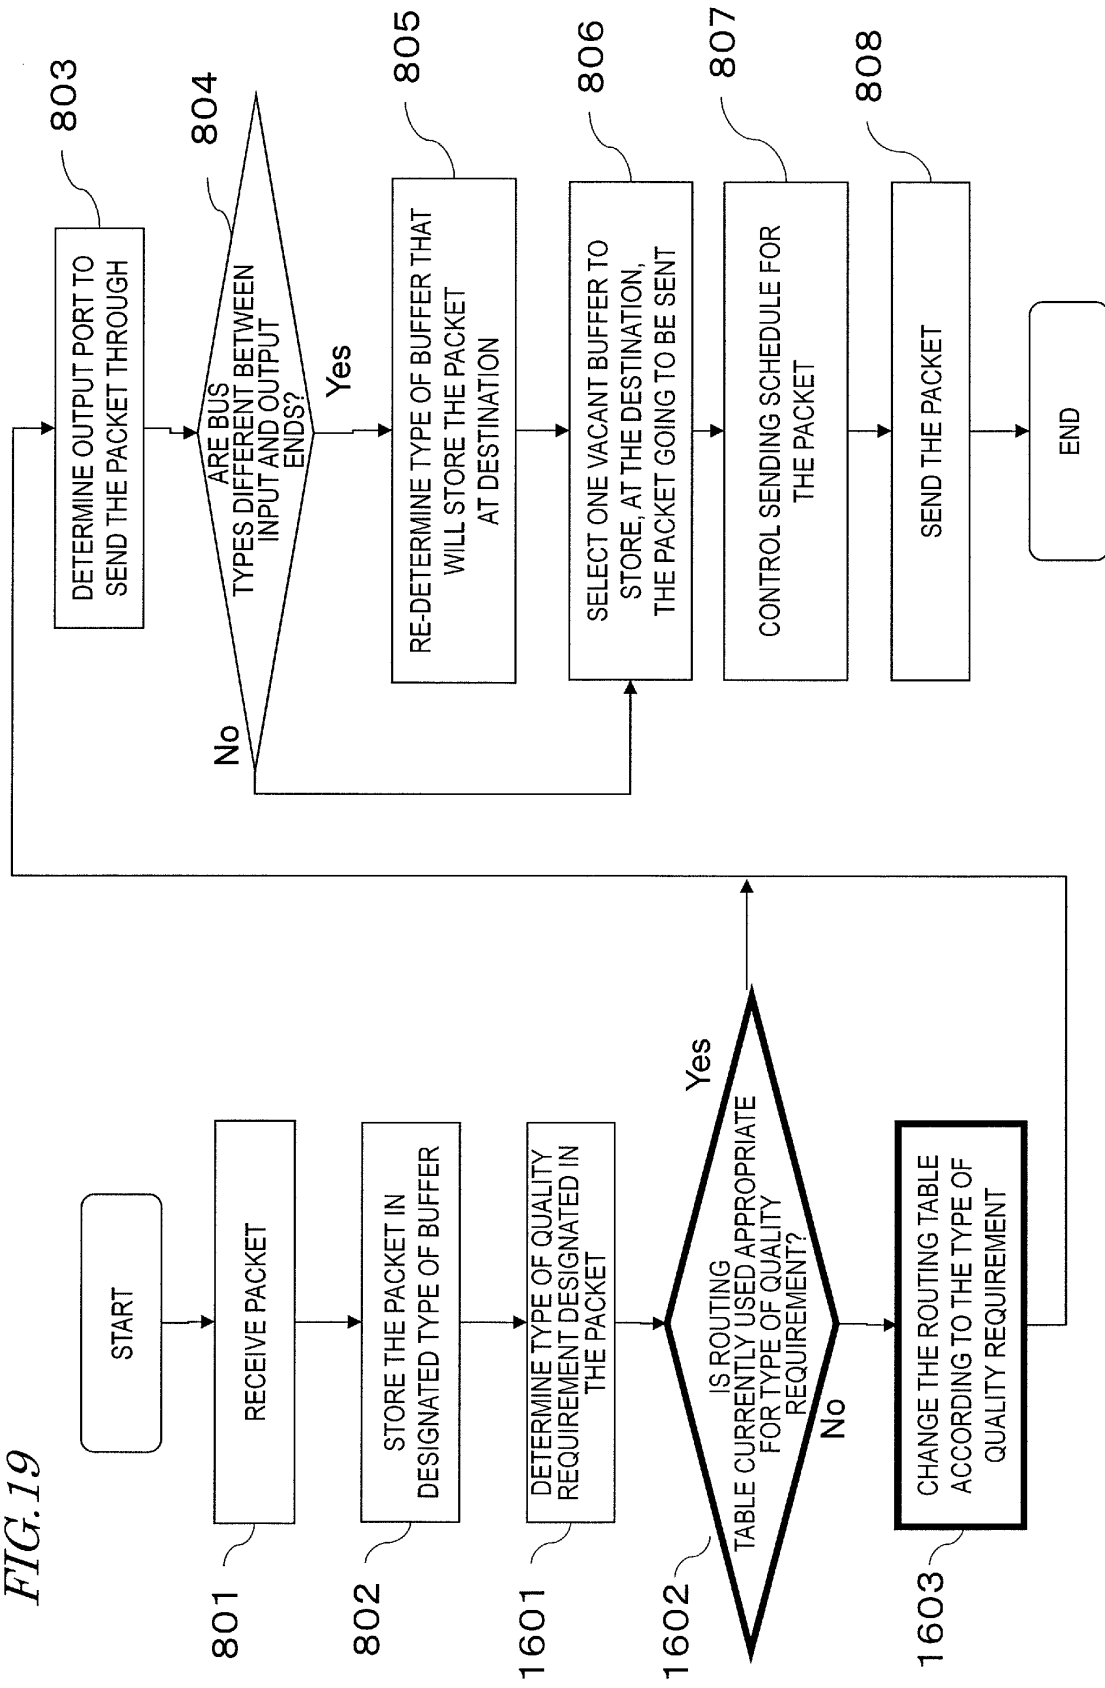 FIG.19
START
801
RECEIVE PACKET
802
STORE THE PACKET IN
DESIGNATED TYPE OF BUFFER
1601
DETERMINE TYPE OF QUALITY
REQUIREMENT DESIGNATED IN
THE PACKET
1602
IS ROUTING
TABLE CURRENTLY USED APPROPRIATE
FOR TYPE OF QUALITY
REQUIREMENT?
Yes
No
1603
CHANGE THE ROUTING TABLE
ACCORDING TO THE TYPE OF
QUALITY REQUIREMENT
803
DETERMINE OUTPUT PORT TO
SEND THE PACKET THROUGH
804
ARE BUS
TYPES DIFFERENT BETWEEN
INPUT AND OUTPUT
ENDS?
No
Yes
805
RE-DETERMINE TYPE OF BUFFER THAT
WILL STORE THE PACKET
AT DESTINATION
806
SELECT ONE VACANT BUFFER TO
STORE, AT THE DESTINATION,
THE PACKET GOING TO BE SENT
807
CONTROL SENDING SCHEDULE FOR
THE PACKET
808
SEND THE PACKET
END